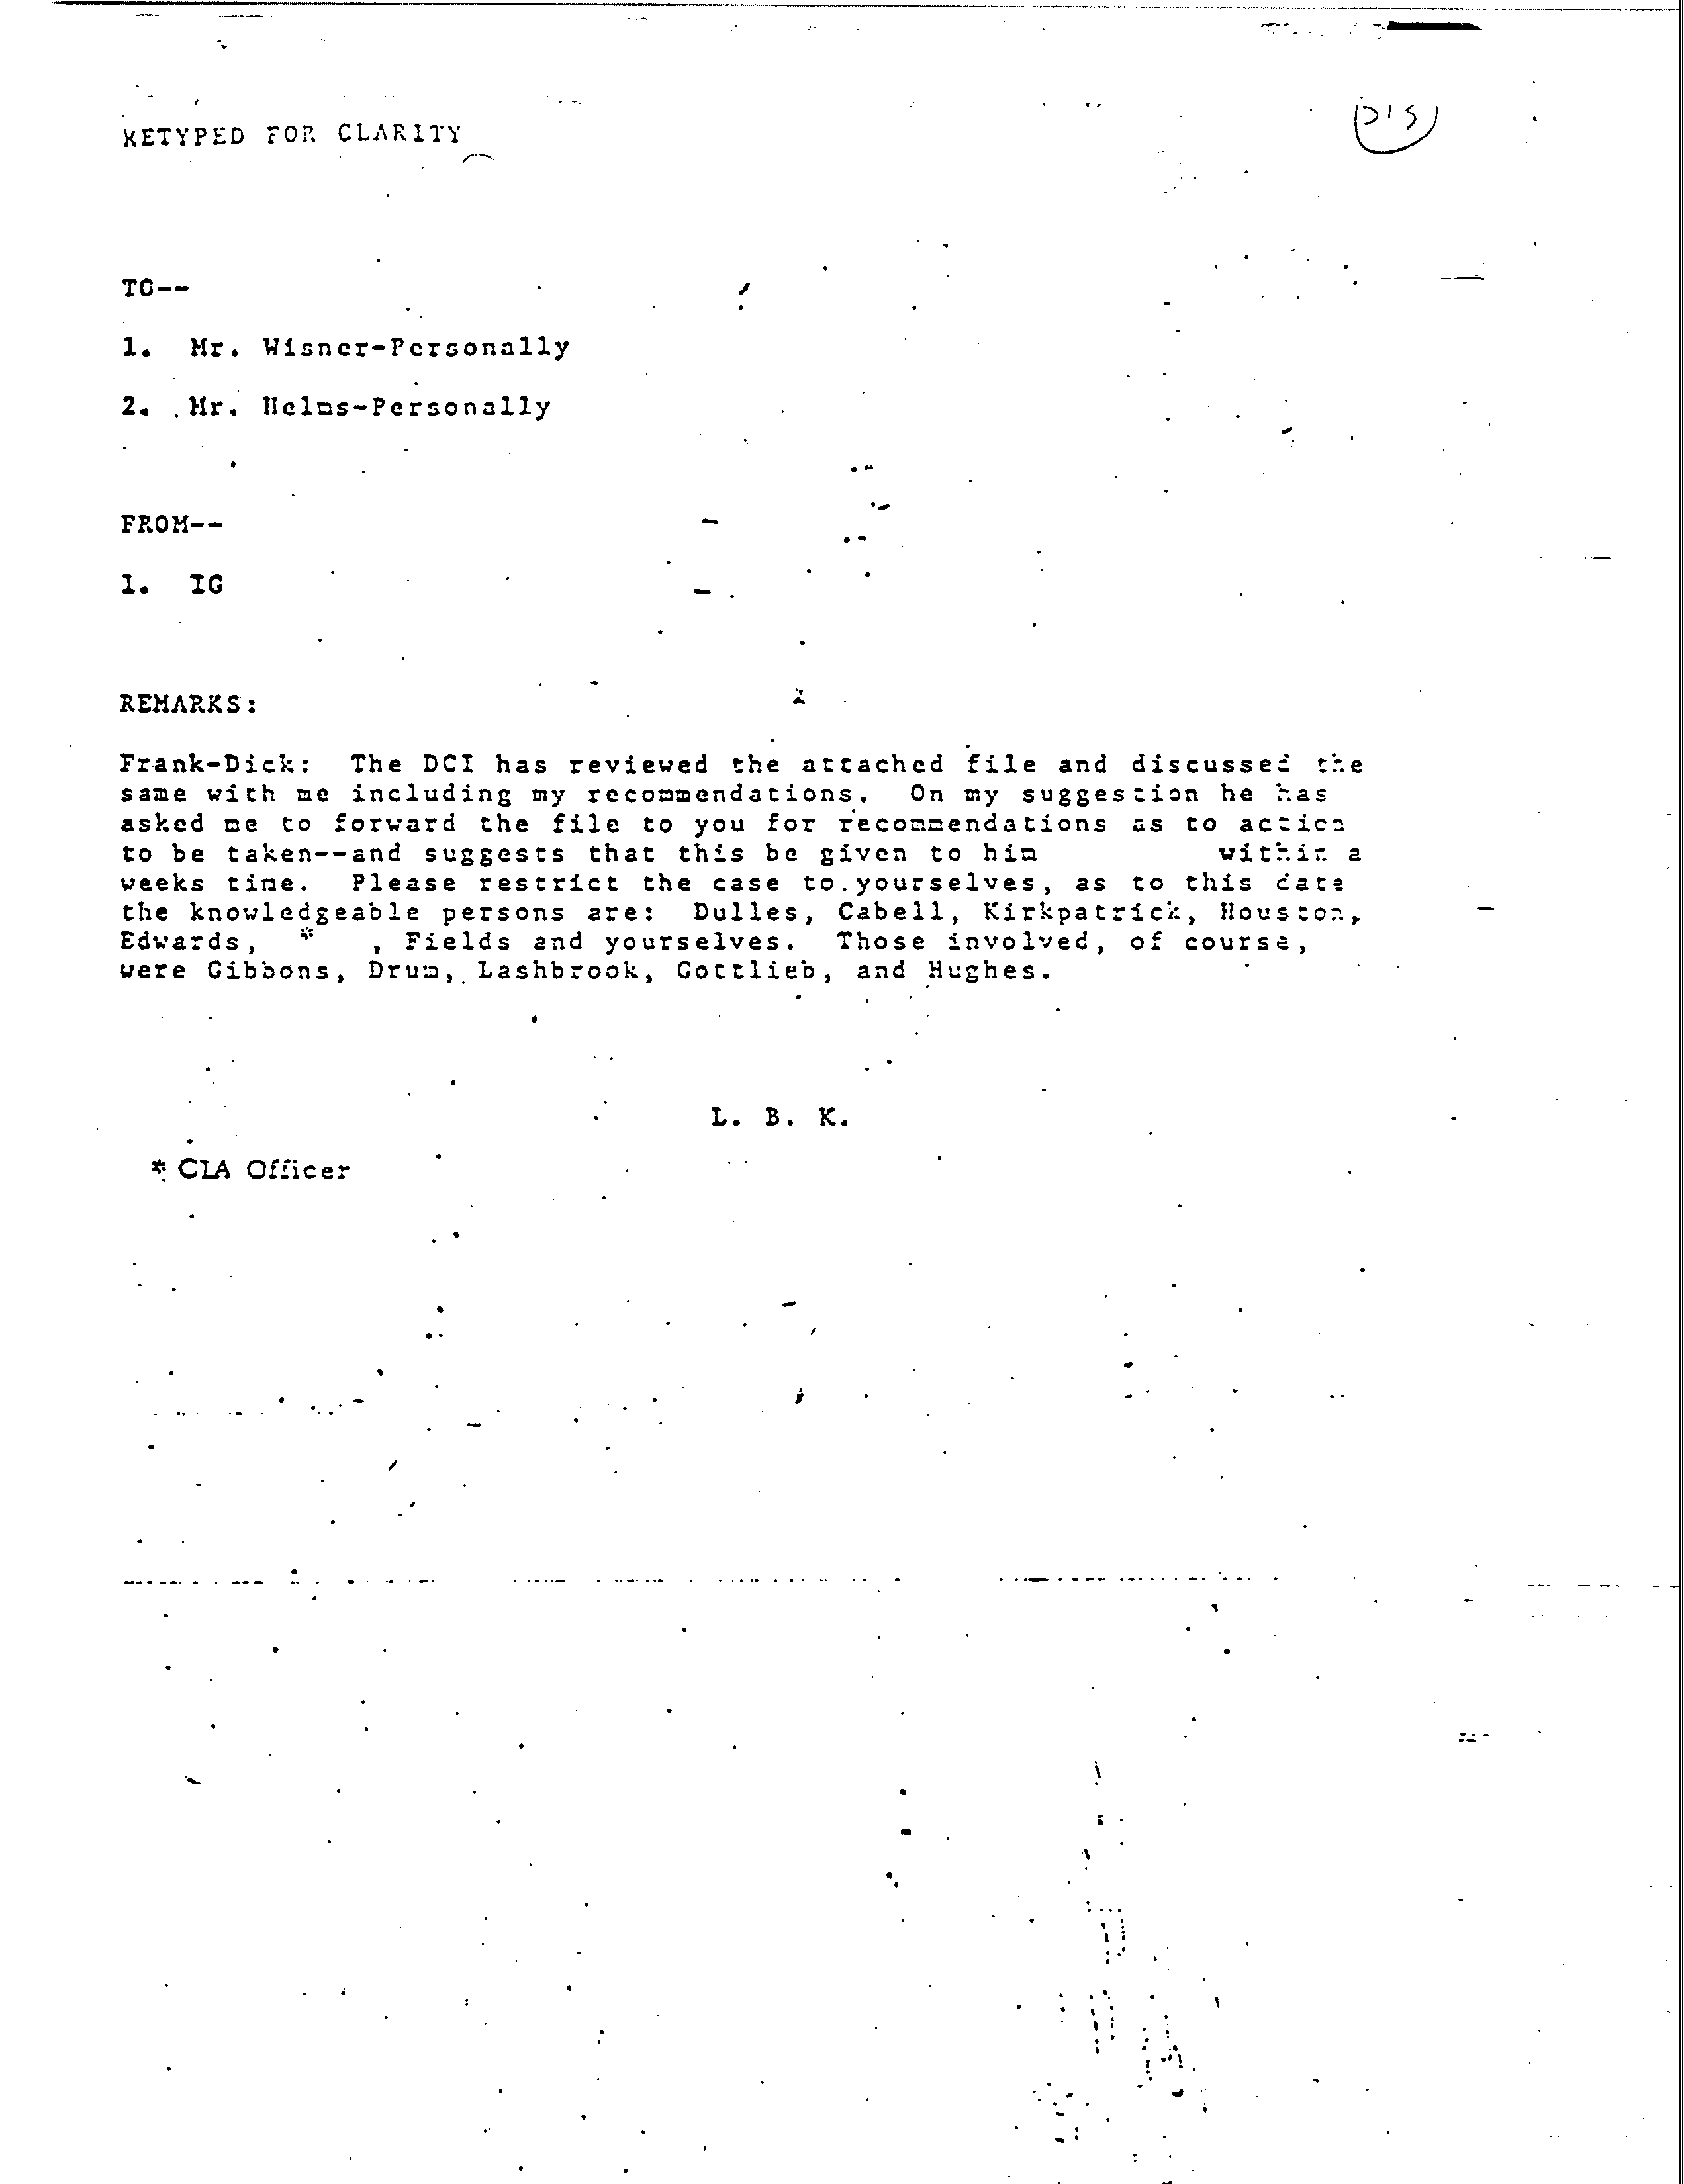 RETYPED FOR CLARITY
TO--
1. Mr. Wisner-Personally
2. Mr. Helms-Personally
FROM--
1. IG
REMARKS:
Frank-Dick: The DCI has reviewed the attached file and discussed the
same with me including my recommendations. On my suggestion he has
asked me to forward the file to you for recommendations as to action
to be taken--and suggests that this be given to him within a
weeks time. Please restrict the case to yourselves, as to this date
the knowledgeable persons are: Dulles, Cabell, Kirkpatrick, Houston,
Edwards, * , Fields and yourselves. Those involved, of course,
were Gibbons, Drum, Lashbrook, Gottlieb, and Hughes.
L. B. K.
* CIA Officer